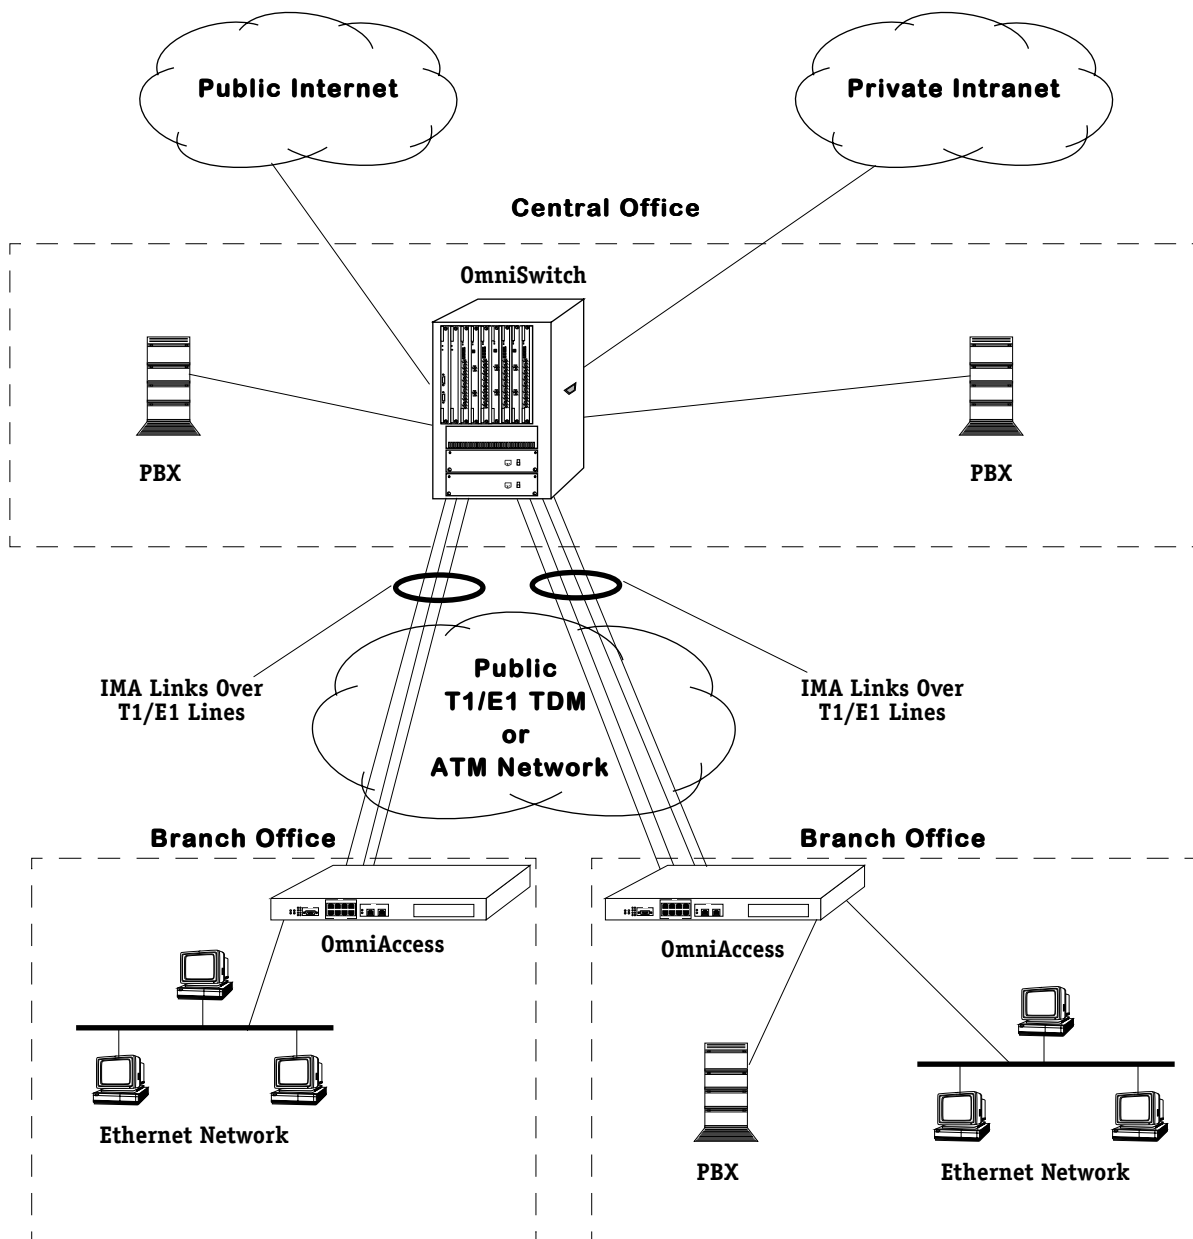 Public Internet
Private Intranet
Central Office
OmniSwitch
PBX
PBX
IMA Links Over
T1/E1 Lines
Public
T1/E1 TDM
or
ATM Network
IMA Links Over
T1/E1 Lines
Branch Office
Branch Office
OmniAccess
OmniAccess
Ethernet Network
PBX
Ethernet Network